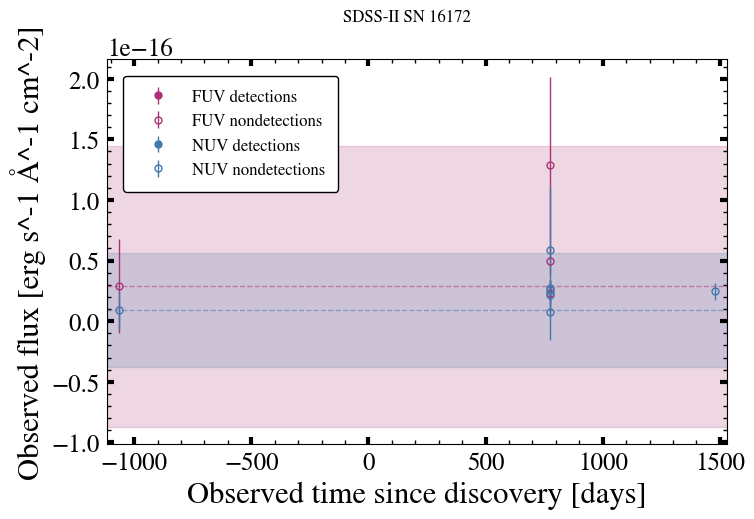 SDSS-II SN 16172
1e−16
FUV detections
FUV nondetections
NUV detections
NUV nondetections
2.0
1.5
1.0
0.5
0.0
−0.5
−1.0
−1000 −500 0 500 1000 1500
Observed time since discovery [days]
Observed flux [erg s^-1 Å^-1 cm^-2]